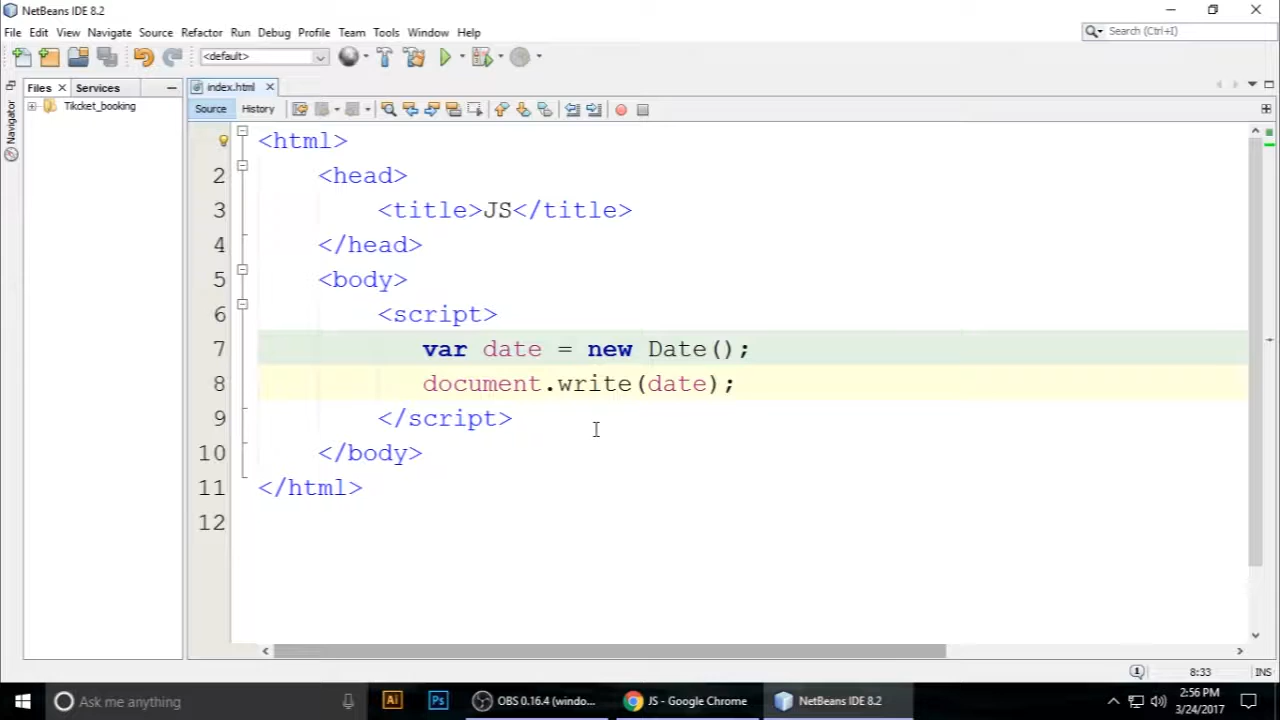 NetBeans IDE 8.2
File Edit View Navigate Source Refactor Run Debug Profile Team Tools Window Help
Search (Ctrl+I)
<default>
Files Services
index.html
Navigator
Tikcket_booking
Source History
<html>
2 <head>
3 <title>JS</title>
4 </head>
5 <body>
6 <script>
7 var date = new Date();
8 document.write(date);
9 </script>
10 </body>
11 </html>
12
1
8:33 INS
Ask me anything
Ai
Ps
OBS 0.16.4 (windo...
JS - Google Chrome
NetBeans IDE 8.2
2:56 PM
3/24/2017